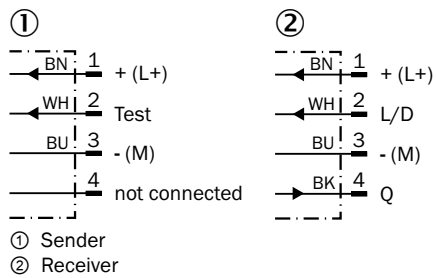 ① ②
BN 1 + (L+)
WH 2 Test
BU 3 - (M)
4 not connected
BN 1 + (L+)
WH 2 L/D
BU 3 - (M)
BK 4 Q
① Sender
② Receiver